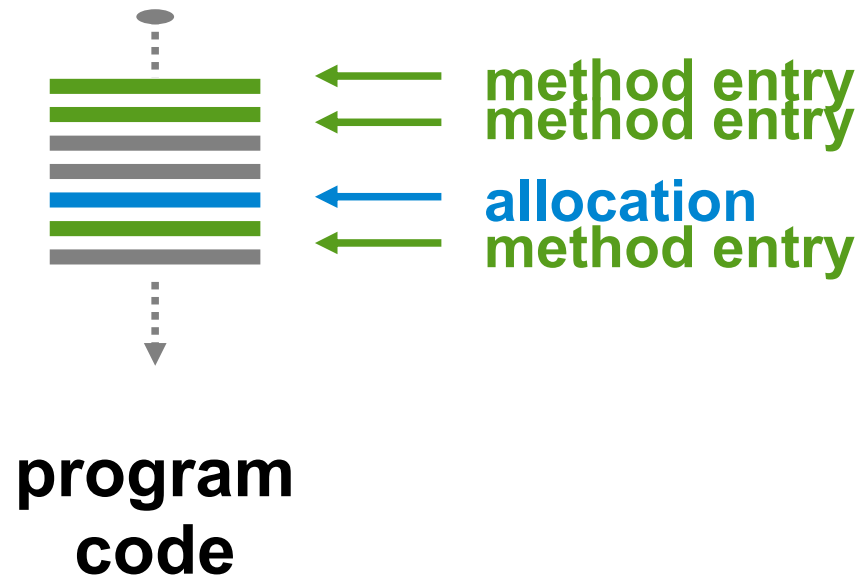 method entry
method entry
allocation
method entry
program
code